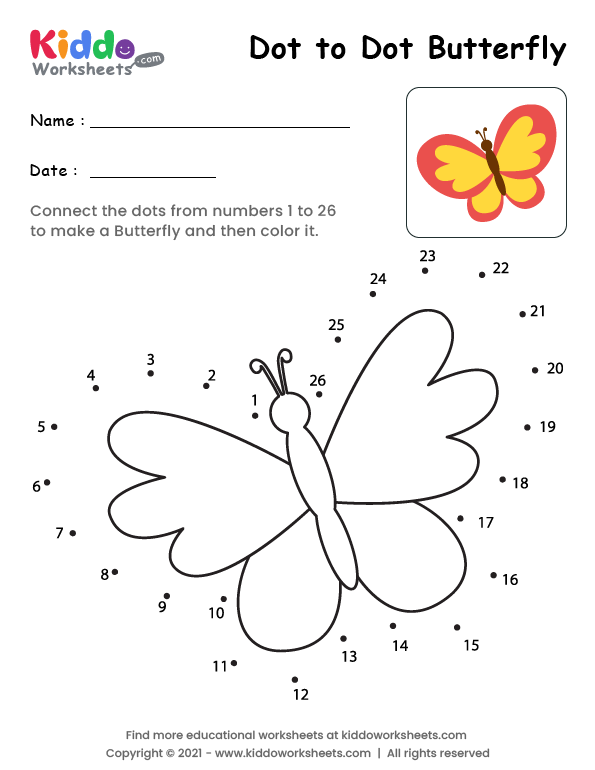 Kiddo
Worksheets
.com
Dot to Dot Butterfly
Name :
Date :
Connect the dots from numbers 1 to 26
to make a Butterfly and then color it.
23
22
24
21
25
20
3
4
2
26
1
5
19
6
18
7
17
8
16
9
10
13
14
15
11
12
Find more educational worksheets at kiddoworksheets.com
Copyright © 2021 - www.kiddoworksheets.com | All rights reserved